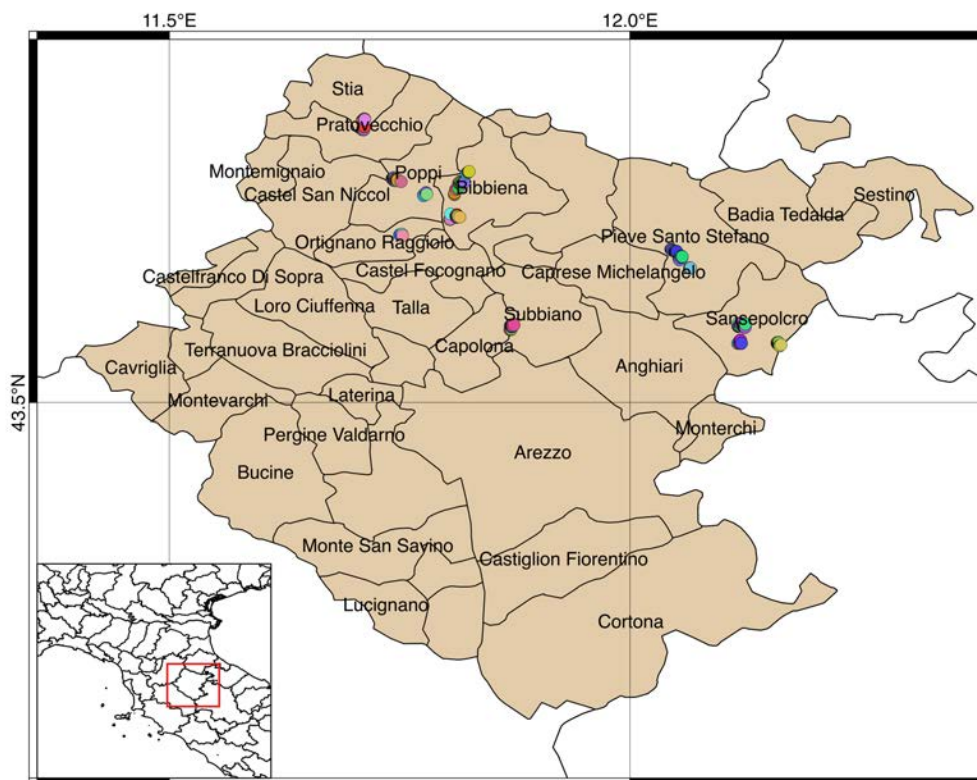 11.5°E
12.0°E
Stia
Pratovecchio
Montemignaio
Poppi
Castel San Niccol
Bibbiena
Sestino
Badia Tedalda
Ortignano Raggiolo
Pieve Santo Stefano
Castelfranco Di Sopra
Castel Focognano
Caprese Michelangelo
Loro Ciuffenna
Talla
Subbiano
Sansepolcro
Terranuova Bracciolini
Capolona
Cavriglia
Anghiari
Laterina
Montevarchi
43.5°N
Pergine Valdarno
Monterchi
Bucine
Arezzo
Monte San Savino
Castiglion Fiorentino
Lucignano
Cortona